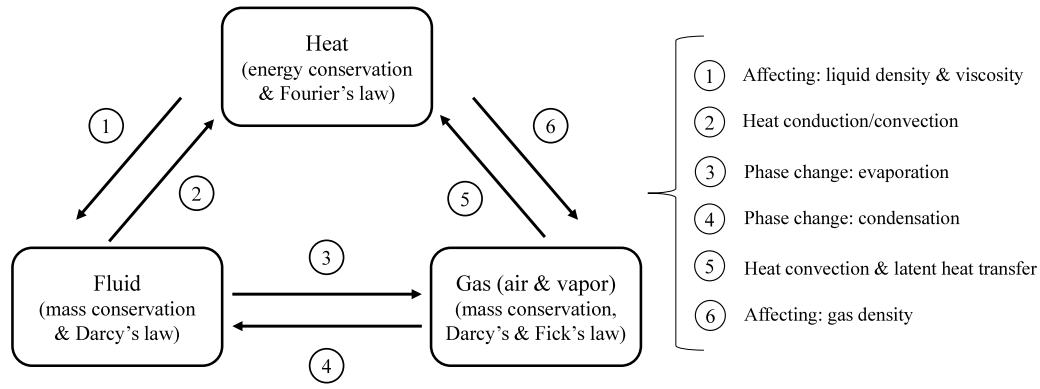 Heat
(energy conservation
& Fourier's law)
1
2
6
5
Fluid
(mass conservation
& Darcy's law)
3
4
Gas (air & vapor)
(mass conservation,
Darcy's & Fick's law)
1 Affecting: liquid density & viscosity
2 Heat conduction/convection
3 Phase change: evaporation
4 Phase change: condensation
5 Heat convection & latent heat transfer
6 Affecting: gas density